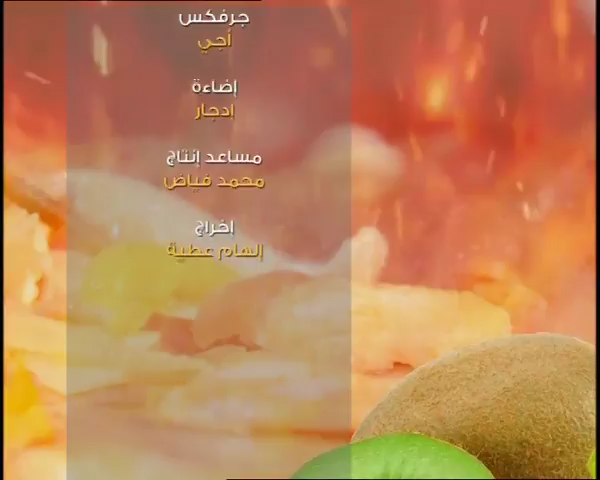 جرفكس
أجي
إضاءة
ادجار
مساعد إنتاج
محمد فياض
اخراج
إلهام عطية